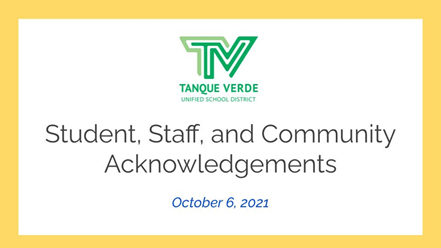 TV
TANQUE VERDE
UNIFIED SCHOOL DISTRICT
Student, Staff, and Community
Acknowledgements
October 6, 2021